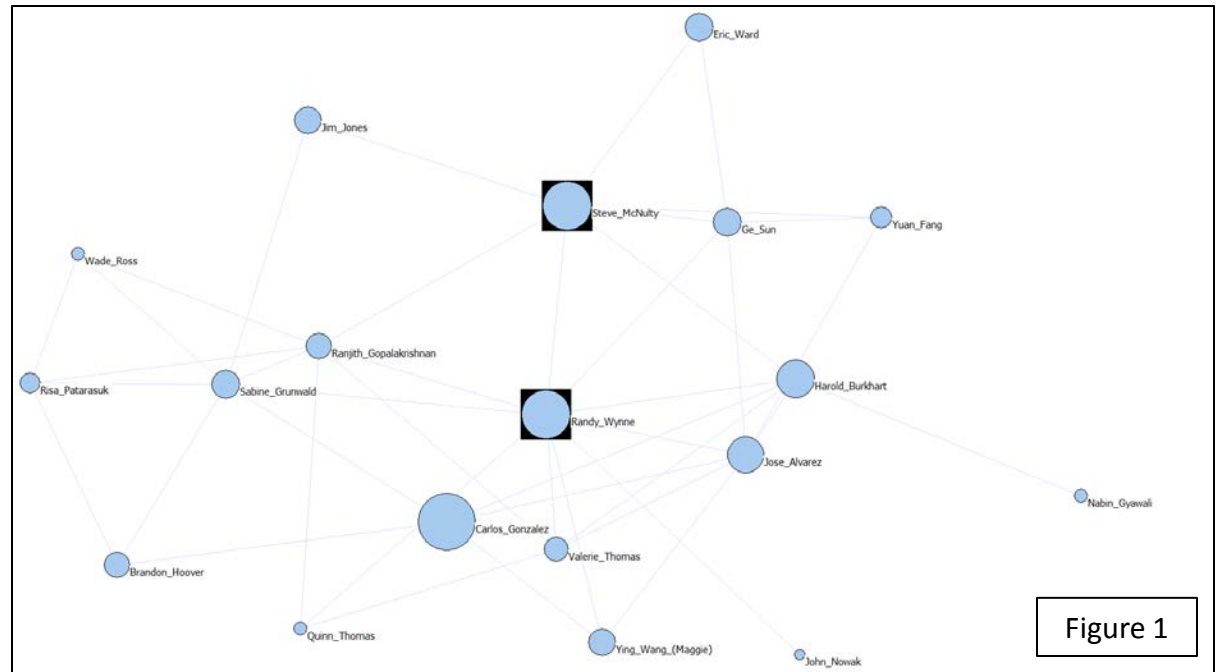 Eric_Ward
Jim_Jones
Steve_McNulty
Ge_Sun
Yuan_Fang
Wade_Ross
Ranjith_Gopalakrishnan
Risa_Patarasuk
Sabine_Grunwald
Harold_Burkhart
Randy_Wynne
Jose_Alvarez
Nabin_Gyawali
Carlos_Gonzalez
Valerie_Thomas
Brandon_Hoover
Quinn_Thomas
Ying_Wang_(Maggie)
John_Nowak
Figure 1